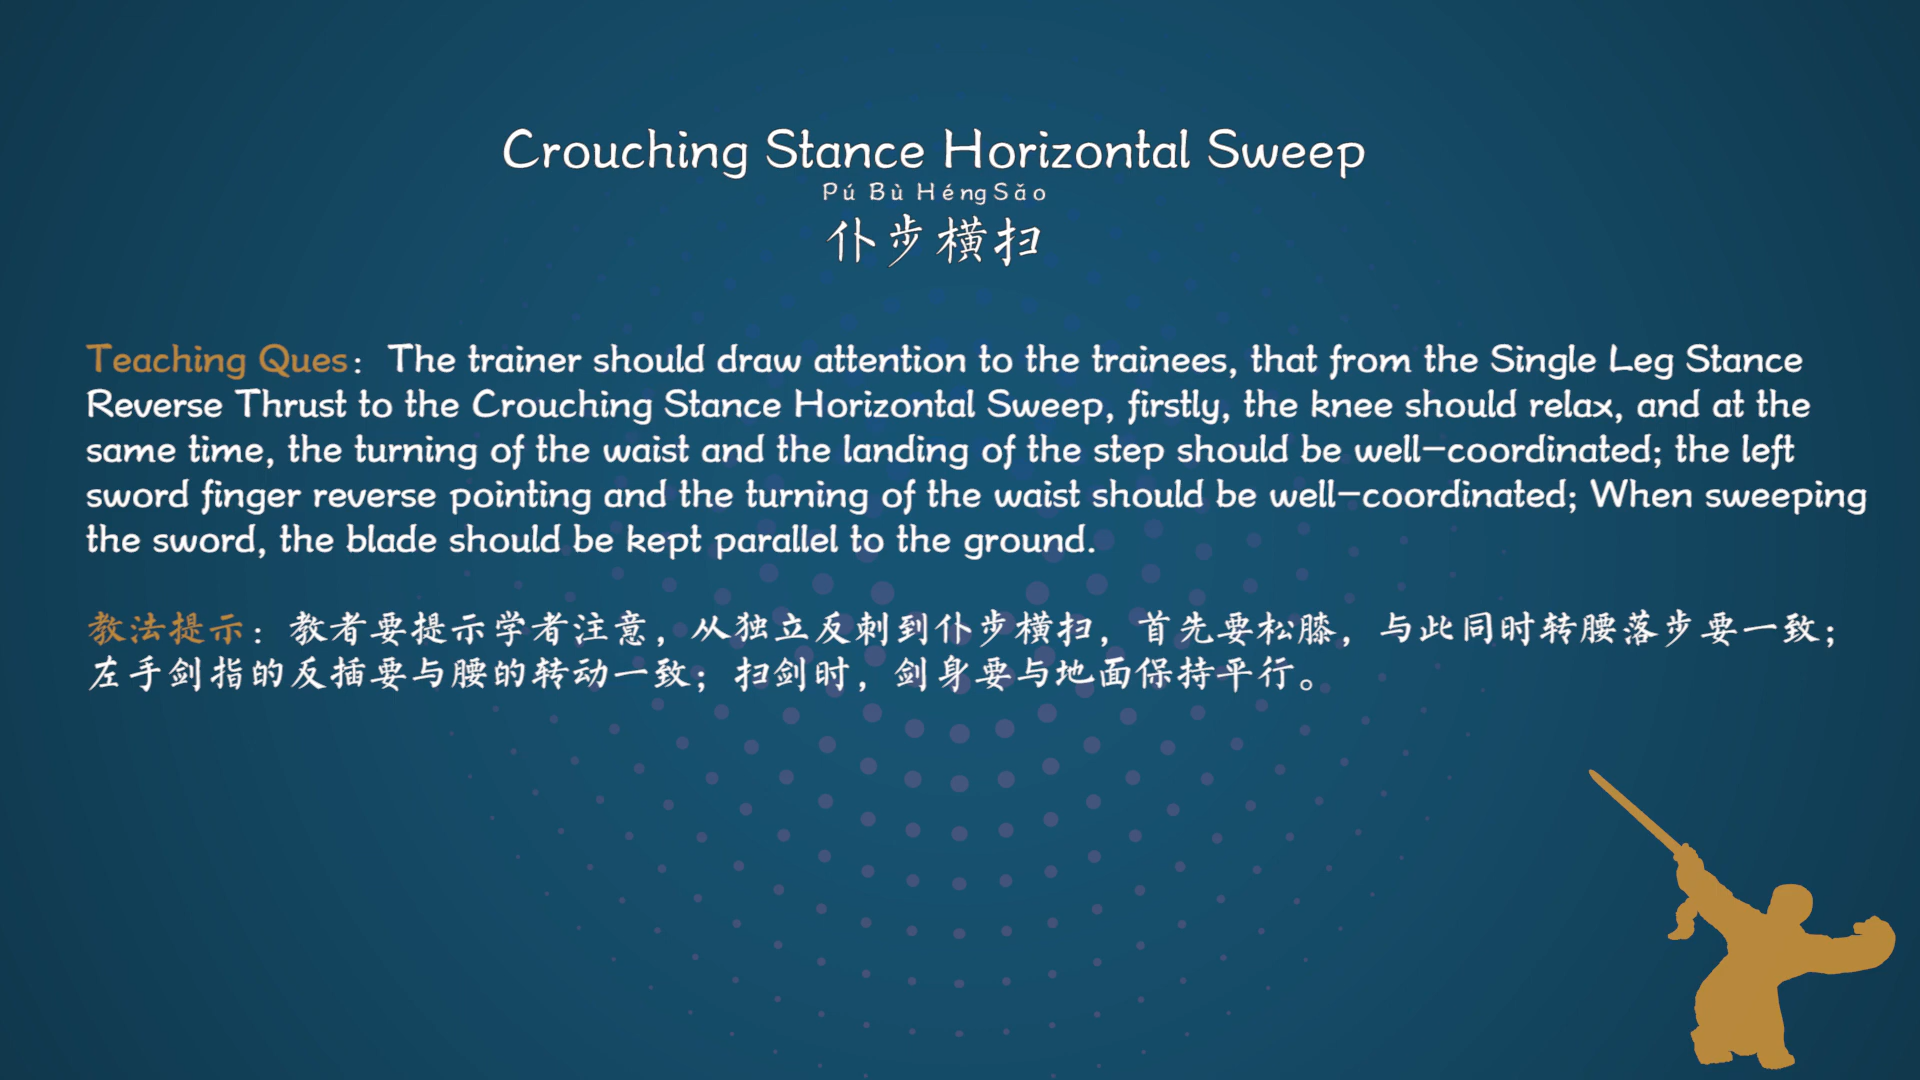 Crouching Stance Horizontal Sweep
Pú Bù Héng Sǎo
仆步横扫
Teaching Ques：The trainer should draw attention to the trainees, that from the Single Leg Stance
Reverse Thrust to the Crouching Stance Horizontal Sweep, firstly, the knee should relax, and at the
same time, the turning of the waist and the landing of the step should be well-coordinated; the left
sword finger reverse pointing and the turning of the waist should be well-coordinated; When sweeping
the sword, the blade should be kept parallel to the ground.
教法提示：教者要提示学者注意，从独立反刺到仆步横扫，首先要松膝，与此同时转腰落步要一致；
左手剑指的反插要与腰的转动一致；扫剑时，剑身要与地面保持平行。